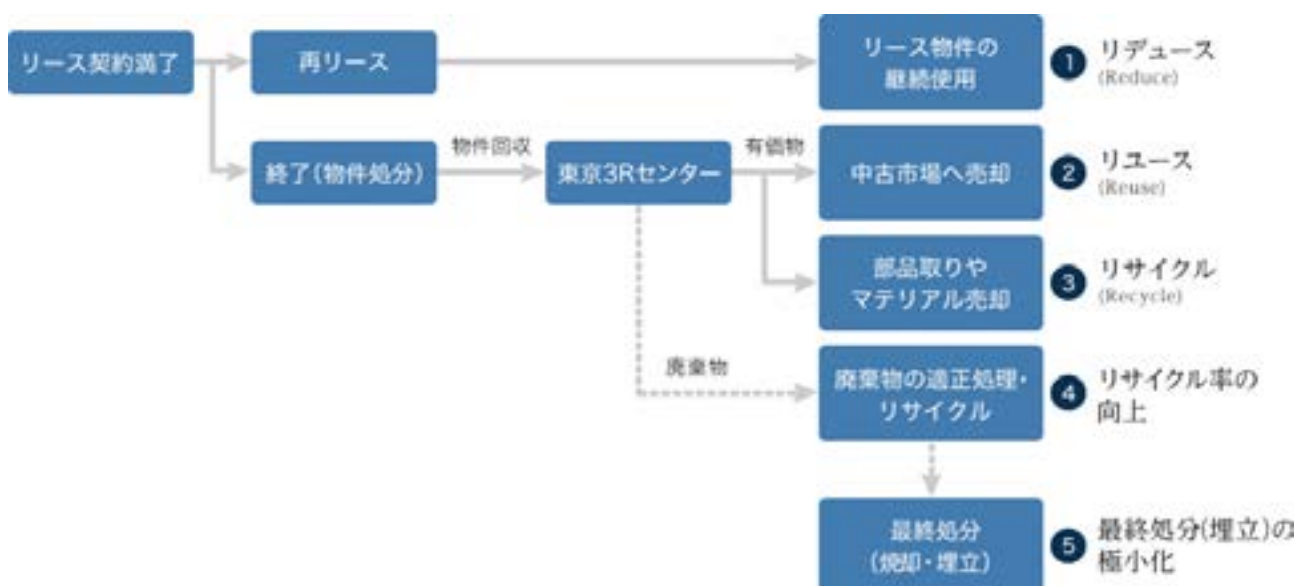 リース契約満了
再リース
リース物件の
継続使用
1 リデュース
(Reduce)
終了(物件処分)
物件回収
東京3Rセンター
有価物
中古市場へ売却
2 リユース
(Reuse)
部品取りや
マテリアル売却
3 リサイクル
(Recycle)
廃棄物
廃棄物の適正処理・
リサイクル
4 リサイクル率の
向上
最終処分
(焼却・埋立)
5 最終処分(埋立)の
極小化